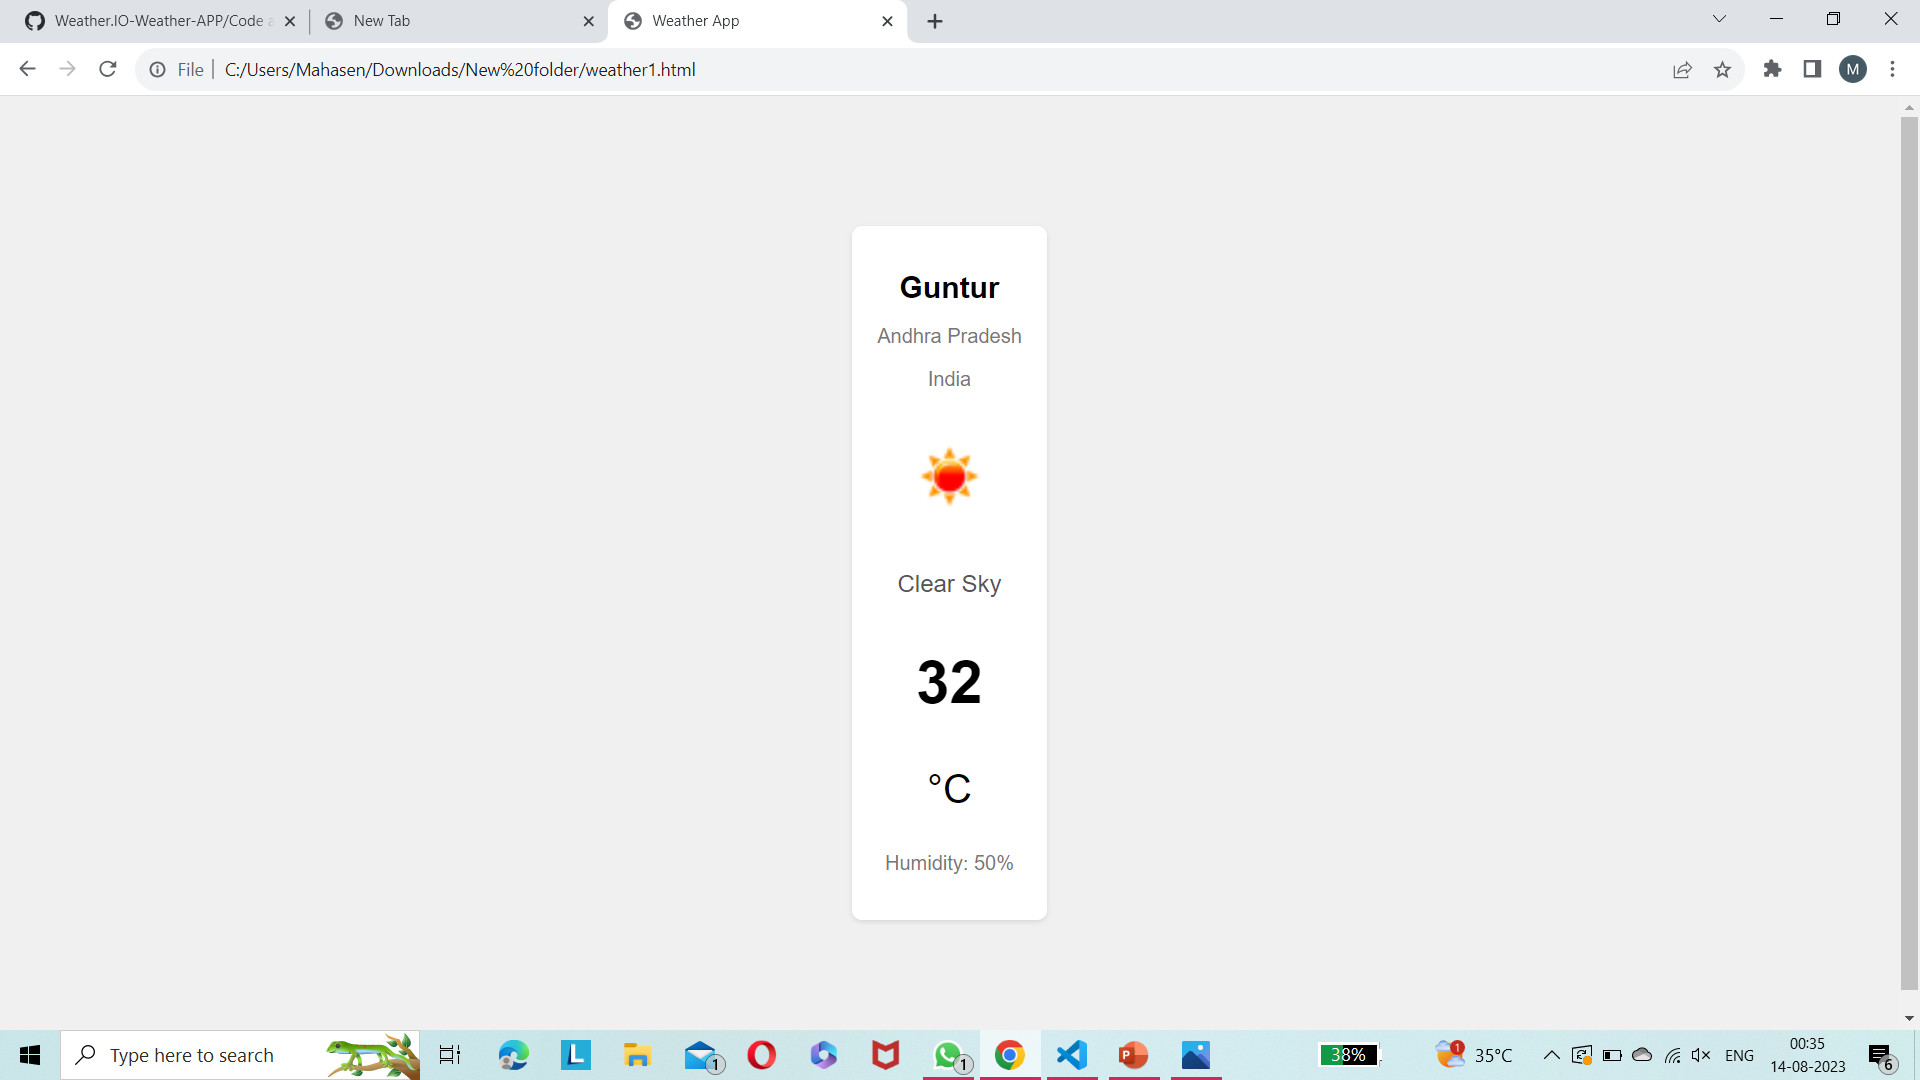 Weather.IO-Weather-APP/Code a
New Tab
Weather App
File
C:/Users/Mahasen/Downloads/New%20folder/weather1.html
M
Guntur
Andhra Pradesh
India
Clear Sky
32
°C
Humidity: 50%
Type here to search
L
1
P
1
38%
1
35°C
ENG
00:35
14-08-2023
6